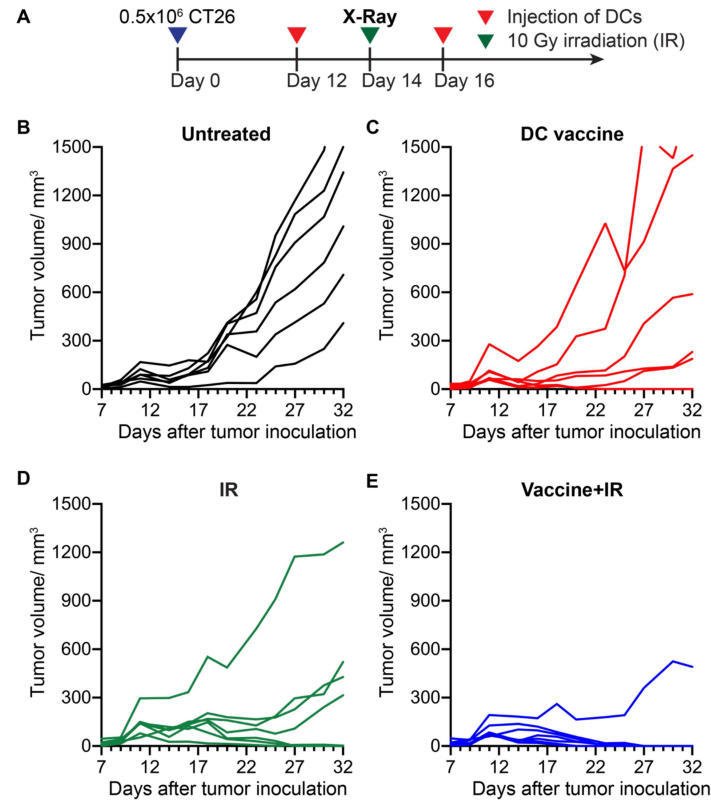 A
0.5x10⁶ CT26
X-Ray
Injection of DCs
10 Gy irradiation (IR)
Day 0
Day 12
Day 14
Day 16
B
Untreated
Tumor volume/ mm³
1500
1200
900
600
300
0
7 12 17 22 27 32
Days after tumor inoculation
C
DC vaccine
Tumor volume/ mm³
1500
1200
900
600
300
0
7 12 17 22 27 32
Days after tumor inoculation
D
IR
Tumor volume/ mm³
1500
1200
900
600
300
0
7 12 17 22 27 32
Days after tumor inoculation
E
Vaccine+IR
Tumor volume/ mm³
1500
1200
900
600
300
0
7 12 17 22 27 32
Days after tumor inoculation